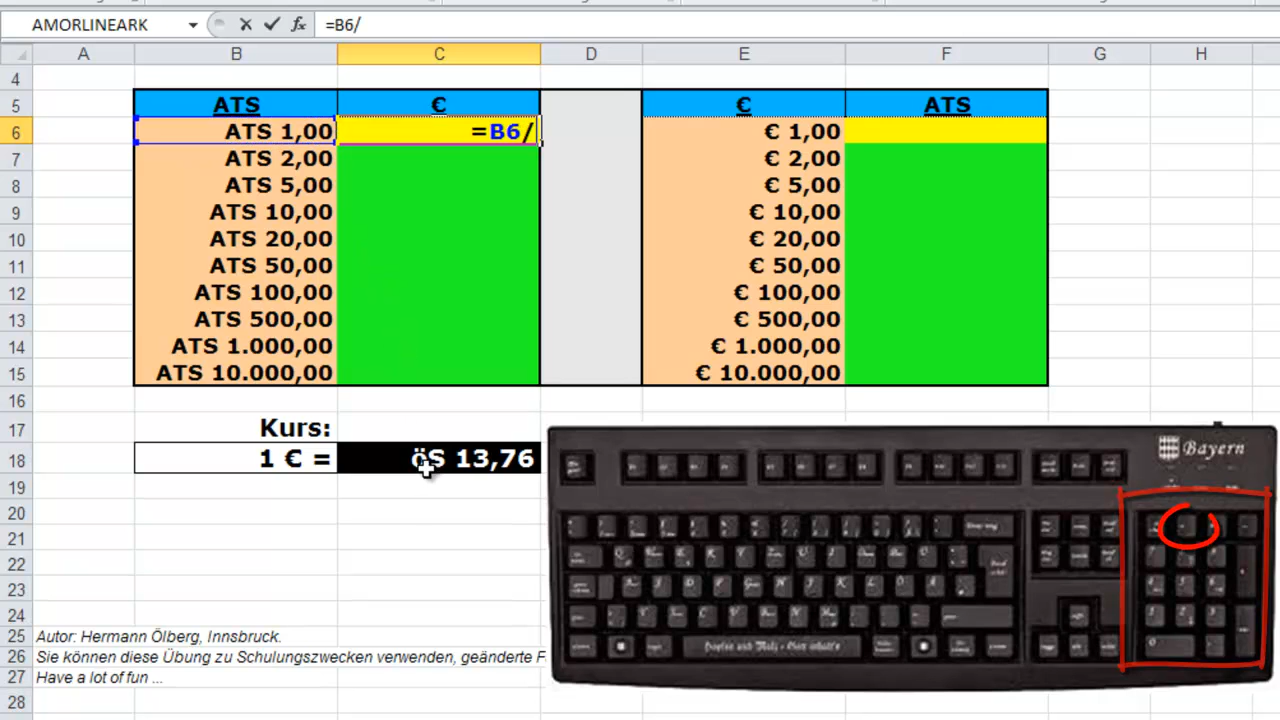 AMORLINEARK fx =B6/
A B C D E F G H
4
5 ATS € € ATS
6 ATS 1,00 =B6/ € 1,00
7 ATS 2,00 € 2,00
8 ATS 5,00 € 5,00
9 ATS 10,00 € 10,00
10 ATS 20,00 € 20,00
11 ATS 50,00 € 50,00
12 ATS 100,00 € 100,00
13 ATS 500,00 € 500,00
14 ATS 1.000,00 € 1.000,00
15 ATS 10.000,00 € 10.000,00
16
17 Kurs:
18 1 € = öS 13,76
19
20
21
22
23
24
25 Autor: Hermann Ölberg, Innsbruck.
26 Sie können diese Übung zu Schulungszwecken verwenden, geänderte F
27 Have a lot of fun ...
28
Bayern